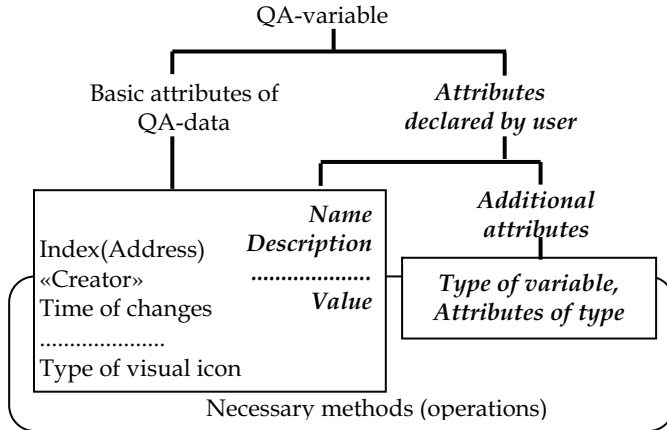 QA-variable
Basic attributes of
QA-data
Attributes
declared by user
Name
Description
....................
Value
Index(Address)
«Creator»
Time of changes
.....................
Type of visual icon
Additional
attributes
Type of variable,
Attributes of type
Necessary methods (operations)